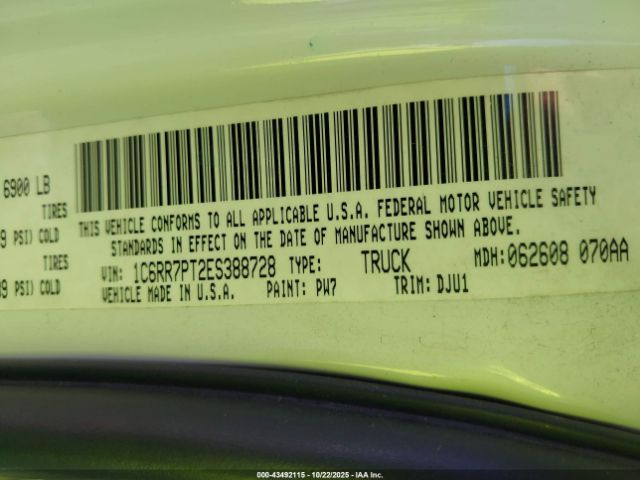 6900 LB
TIRES
9 PSI) COLD
TIRES
39 PSI) COLD
THIS VEHICLE CONFORMS TO ALL APPLICABLE U.S.A. FEDERAL MOTOR VEHICLE SAFETY
STANDARDS IN EFFECT ON THE DATE OF MANUFACTURE SHOWN ABOVE.
VIN: 1C6RR7PT2ES388728 TYPE: TRUCK MDH:062608 070AA
VEHICLE MADE IN U.S.A. PAINT: PW7 TRIM: DJU1
000-43492115 | 10/22/2025 | IAA Inc.